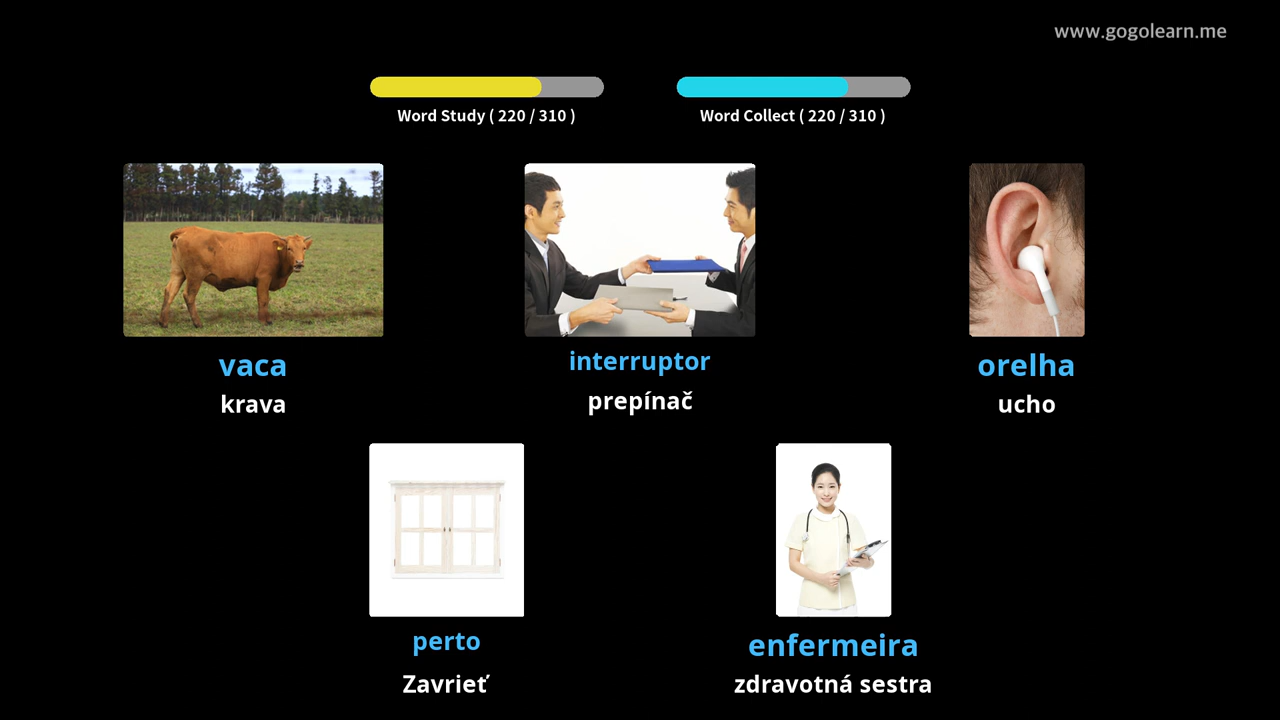 www.gogolearn.me
Word Study ( 220 / 310 )
Word Collect ( 220 / 310 )
vaca
krava
interruptor
prepínač
orelha
ucho
perto
Zavrieť
enfermeira
zdravotná sestra